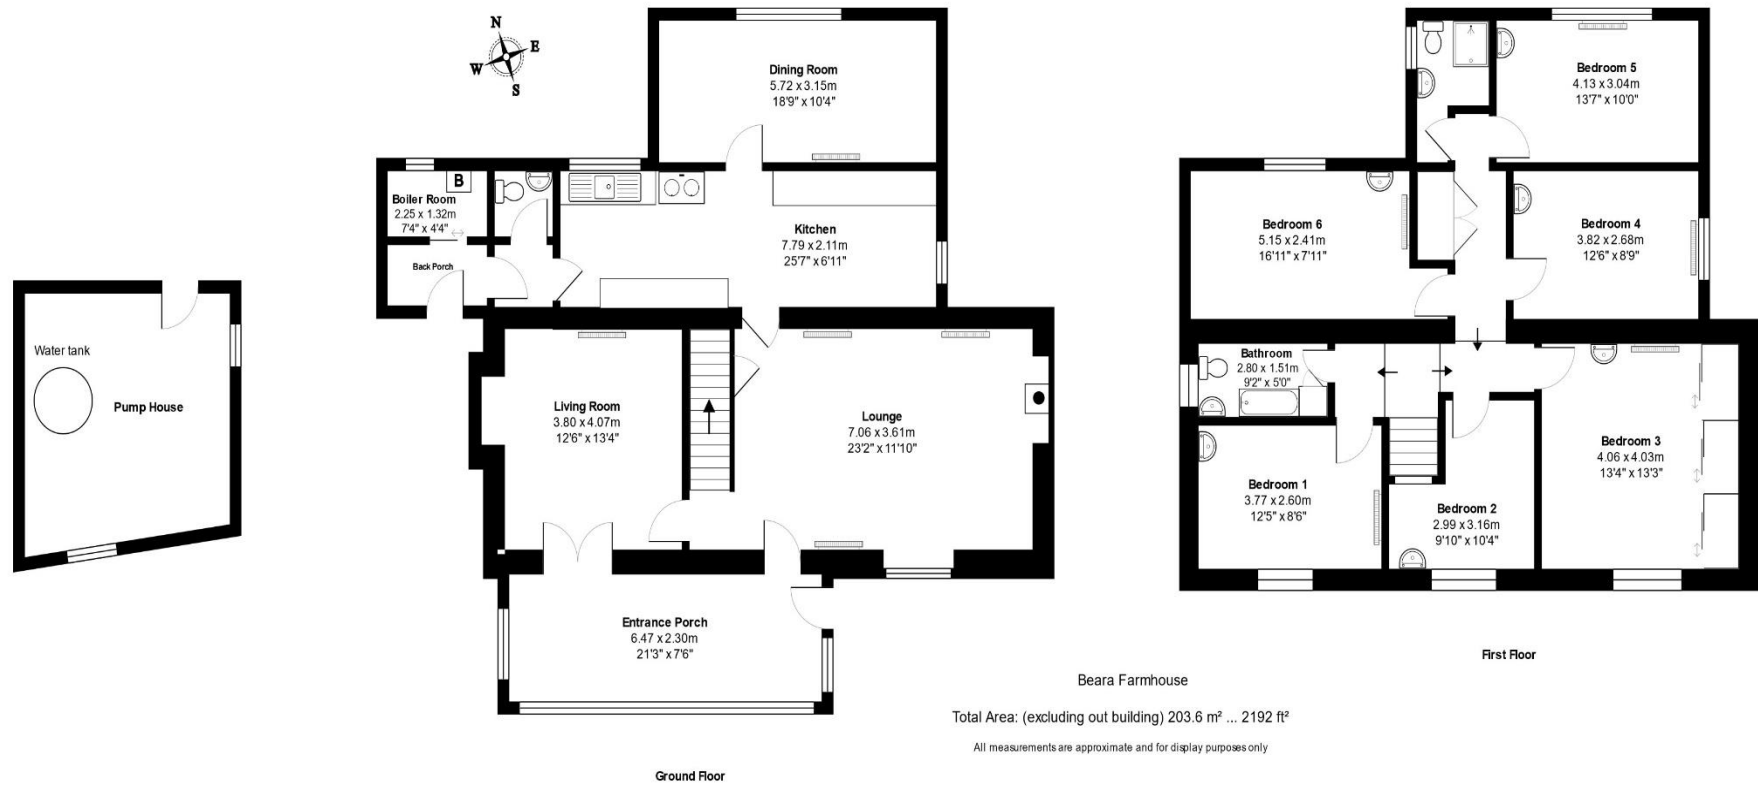 N
E
W
S
Dining Room
5.72 x 3.15m
18'9" x 10'4"
B
Boiler Room
2.25 x 1.32m
7'4" x 4'4"
Back Porch
Kitchen
7.79 x 2.11m
25'7" x 6'11"
Water tank
Pump House
Living Room
3.80 x 4.07m
12'6" x 13'4"
Lounge
7.06 x 3.61m
23'2" x 11'10"
Entrance Porch
6.47 x 2.30m
21'3" x 7'6"
Ground Floor
Bedroom 5
4.13 x 3.04m
13'7" x 10'0"
Bedroom 6
5.15 x 2.41m
16'11" x 7'11"
Bedroom 4
3.82 x 2.68m
12'6" x 8'9"
Bathroom
2.80 x 1.51m
9'2" x 5'0"
Bedroom 3
4.06 x 4.03m
13'4" x 13'3"
Bedroom 1
3.77 x 2.60m
12'5" x 8'6"
Bedroom 2
2.99 x 3.16m
9'10" x 10'4"
First Floor
Beara Farmhouse
Total Area: (excluding out building) 203.6 m² ... 2192 ft²
All measurements are approximate and for display purposes only